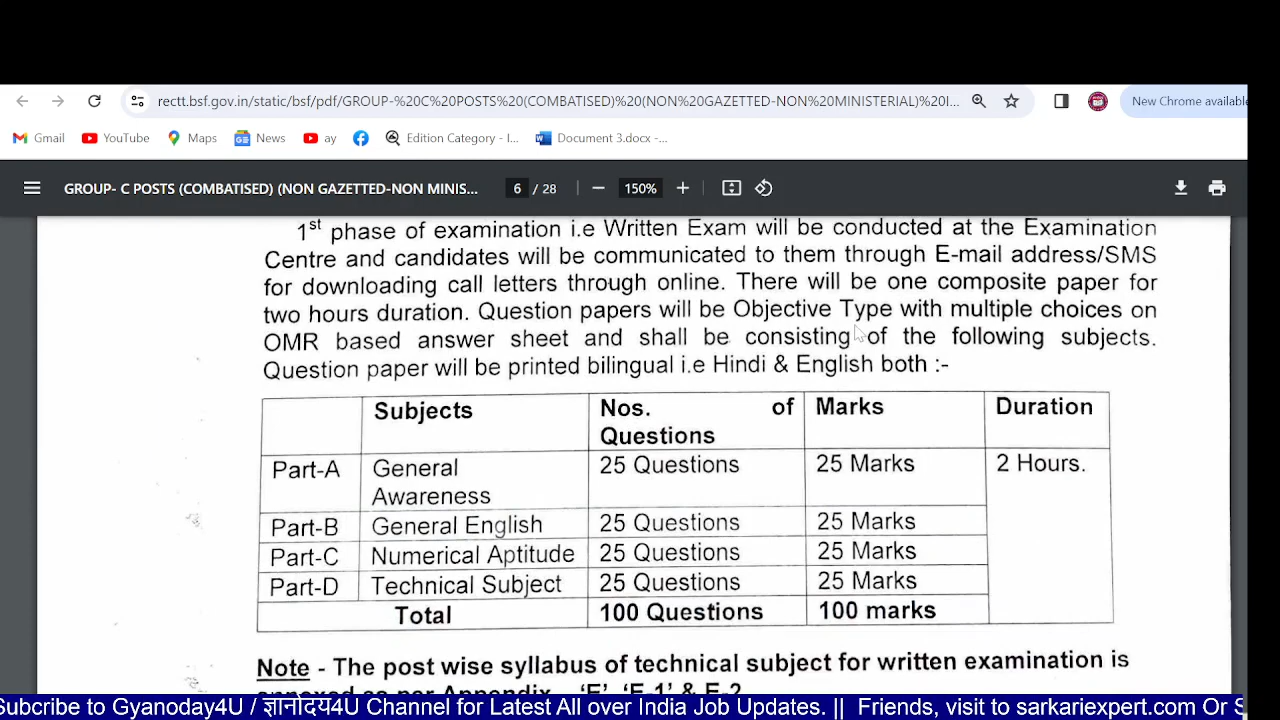 rectt.bsf.gov.in/static/bsf/pdf/GROUP-%20C%20POSTS%20(COMBATISED)%20(NON%20GAZETTED-NON%20MINISTERIAL)%20I...
New Chrome available
Gmail YouTube Maps News ay Edition Category - I... Document 3.docx -...
GROUP- C POSTS (COMBATISED) (NON GAZETTED-NON MINIS... 6 / 28 150%
1st phase of examination i.e Written Exam will be conducted at the Examination
Centre and candidates will be communicated to them through E-mail address/SMS
for downloading call letters through online. There will be one composite paper for
two hours duration. Question papers will be Objective Type with multiple choices on
OMR based answer sheet and shall be consisting of the following subjects.
Question paper will be printed bilingual i.e Hindi & English both :-
Subjects Nos. of Questions Marks Duration
Part-A General Awareness 25 Questions 25 Marks 2 Hours.
Part-B General English 25 Questions 25 Marks
Part-C Numerical Aptitude 25 Questions 25 Marks
Part-D Technical Subject 25 Questions 25 Marks
Total 100 Questions 100 marks
Note - The post wise syllabus of technical subject for written examination is
annexed as per Appendix 'E', 'E-1' & E-2
Subcribe to Gyanoday4U / ज्ञानोदय4U Channel for Latest All over India Job Updates. || Friends, visit to sarkariexpert.com Or S